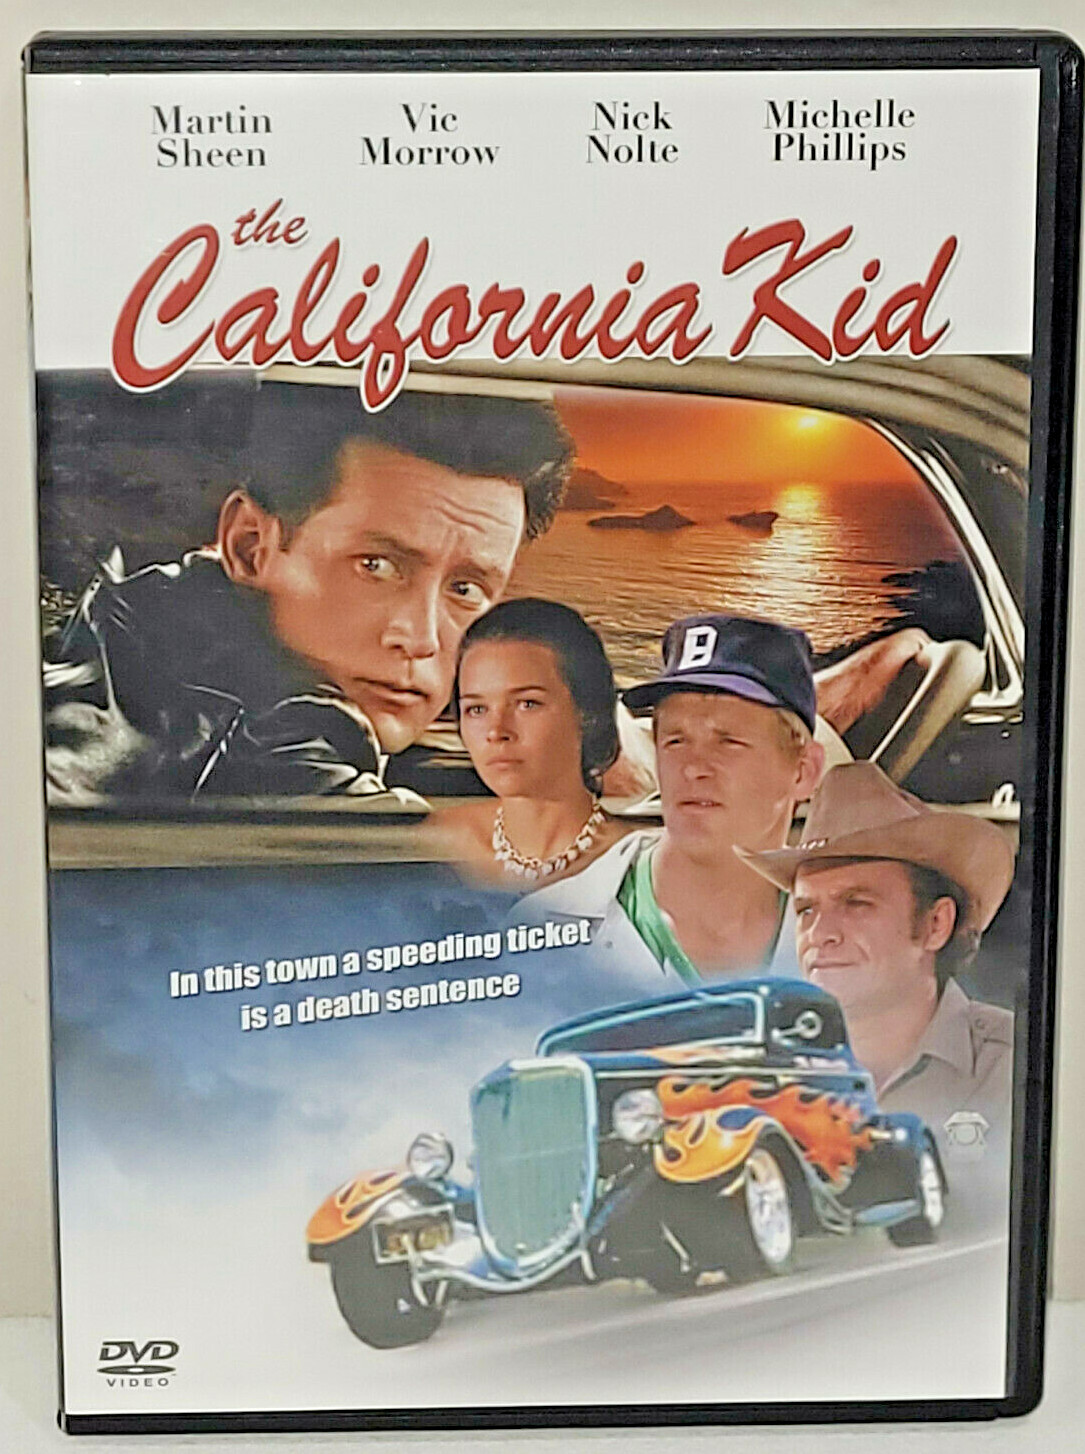 Martin Sheen
Vic Morrow
Nick Nolte
Michelle Phillips
the
California Kid
B
In this town a speeding ticket
is a death sentence
DVD
VIDEO